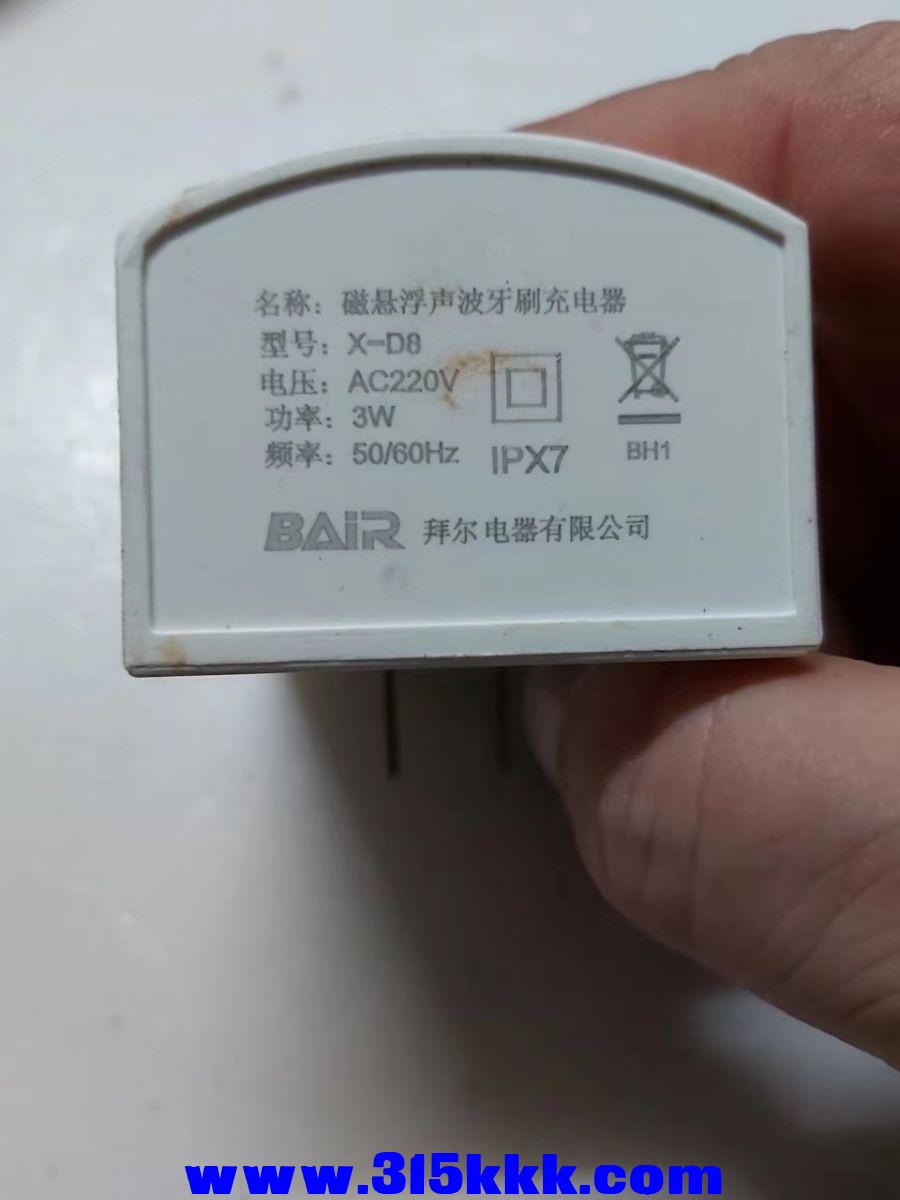 名称：磁悬浮声波牙刷充电器
型号：X-D8
电压：AC220V
功率：3W
频率：50/60Hz
IPX7
BH1
BAiR 拜尔电器有限公司
www.315kkk.com